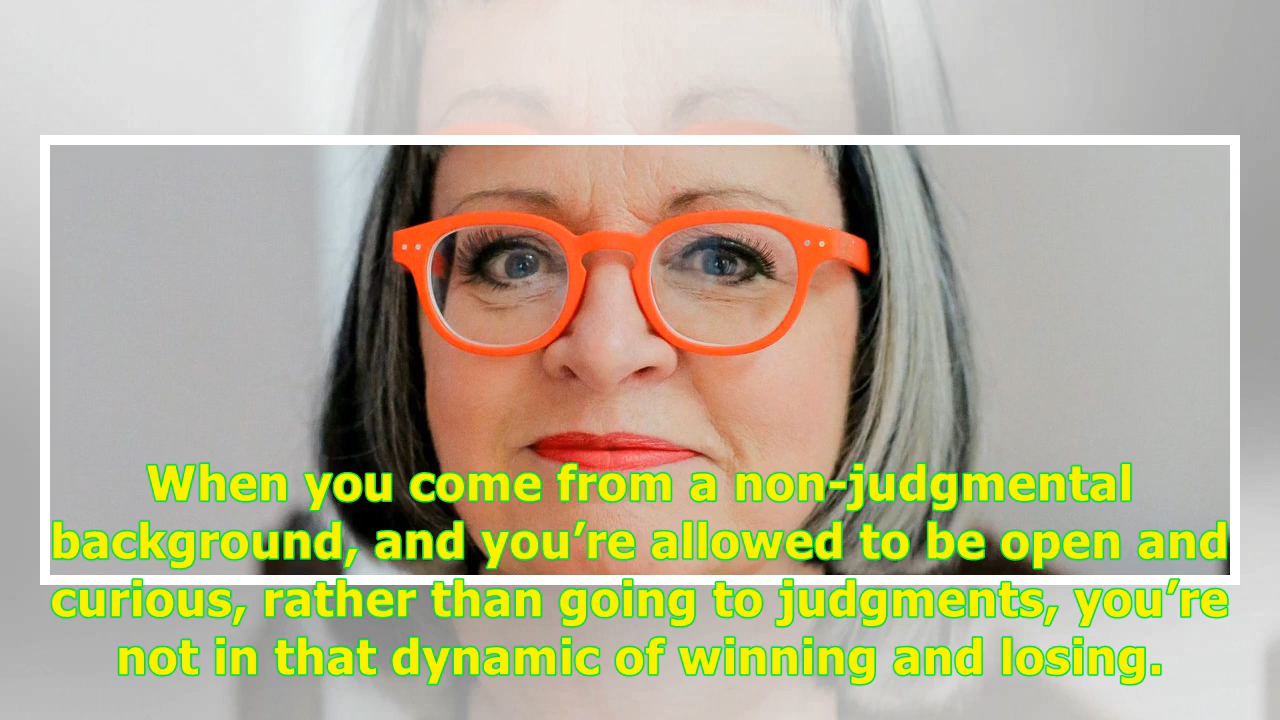 When you come from a non-judgmental
background, and you’re allowed to be open and
curious, rather than going to judgments, you’re
not in that dynamic of winning and losing.